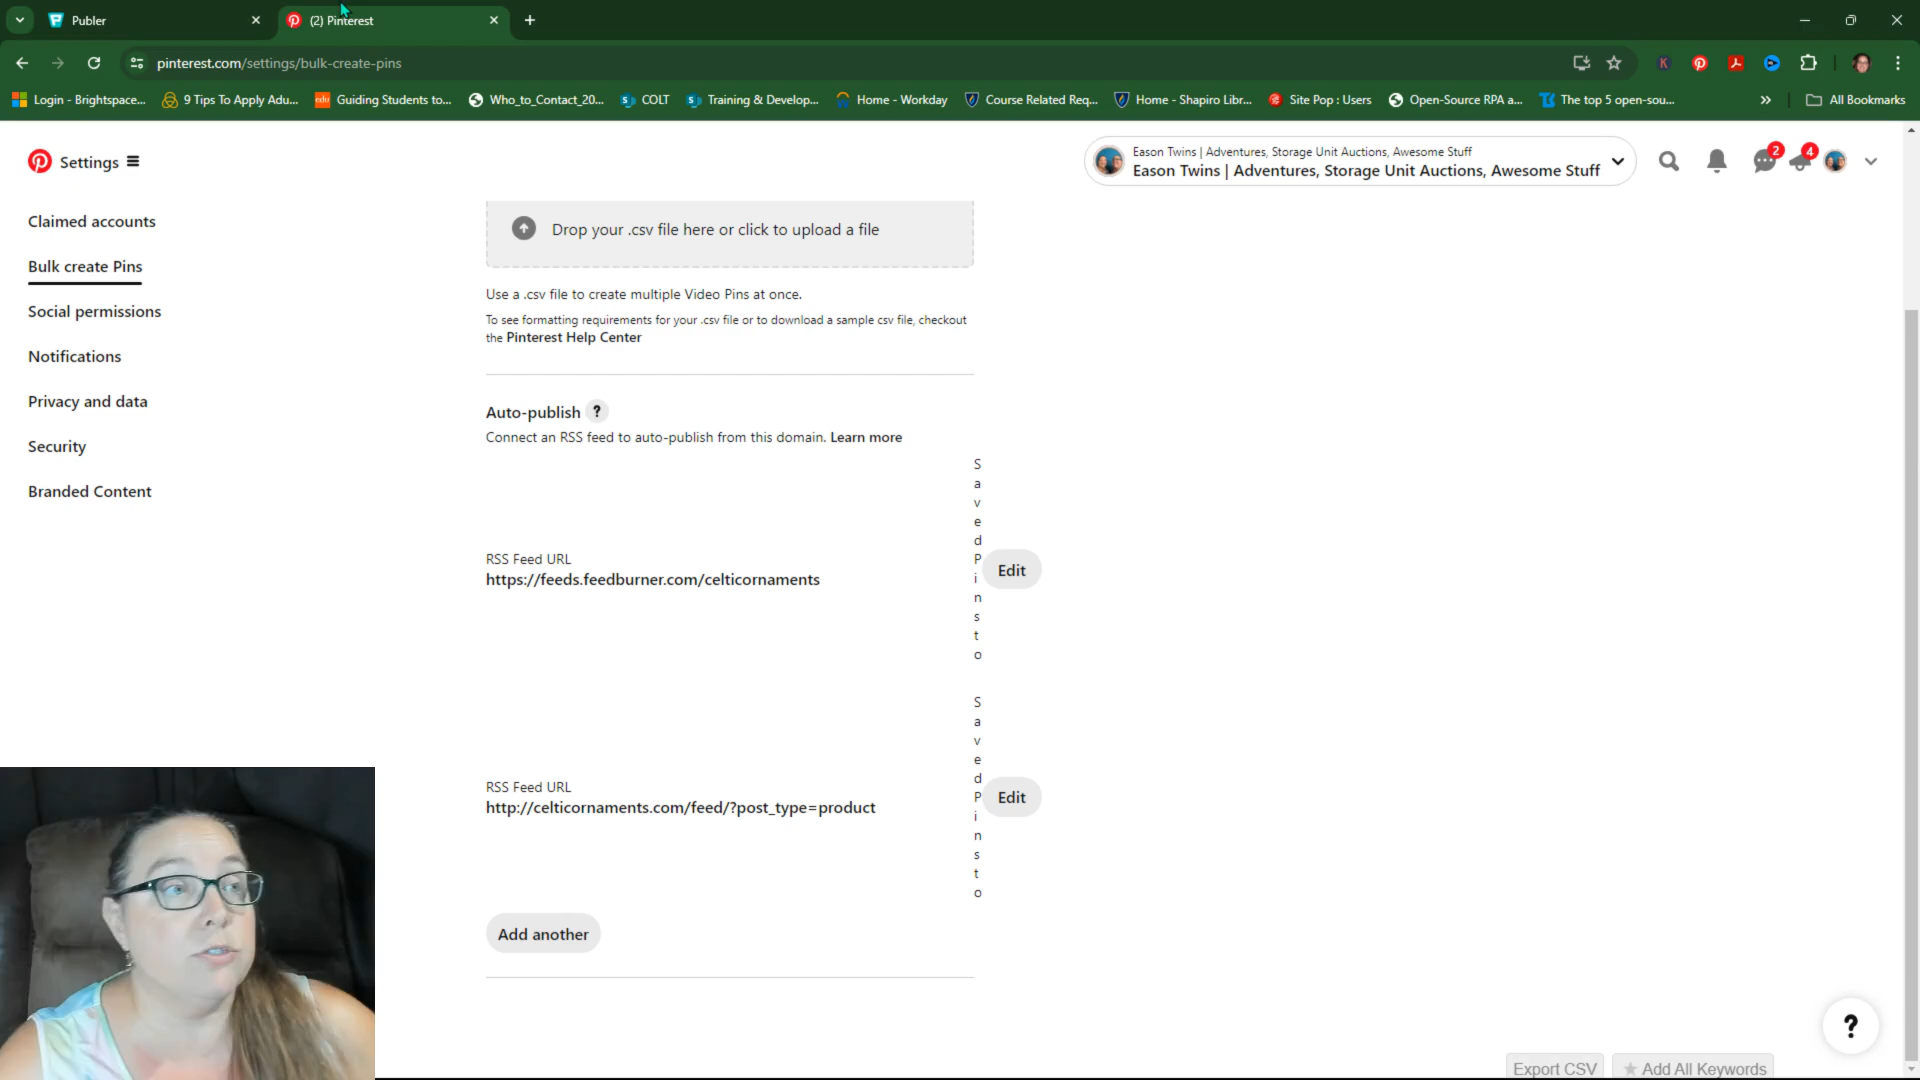 Publer
(2) Pinterest
pinterest.com/settings/bulk-create-pins
Login - Brightspace...
9 Tips To Apply Adu...
Guiding Students to...
Who_to_Contact_20...
COLT
Training & Develop...
Home - Workday
Course Related Req...
Home - Shapiro Libr...
Site Pop : Users
Open-Source RPA a...
The top 5 open-sou...
All Bookmarks
Settings
Eason Twins | Adventures, Storage Unit Auctions, Awesome Stuff
Eason Twins | Adventures, Storage Unit Auctions, Awesome Stuff
2
4
Claimed accounts
Bulk create Pins
Social permissions
Notifications
Privacy and data
Security
Branded Content
Drop your .csv file here or click to upload a file
Use a .csv file to create multiple Video Pins at once.
To see formatting requirements for your .csv file or to download a sample csv file, checkout
the Pinterest Help Center
Auto-publish ?
Connect an RSS feed to auto-publish from this domain. Learn more
RSS Feed URL
https://feeds.feedburner.com/celticornaments
Saved Pins to
Edit
RSS Feed URL
http://celticornaments.com/feed/?post_type=product
Saved Pins to
Edit
Add another
?
Export CSV
Add All Keywords